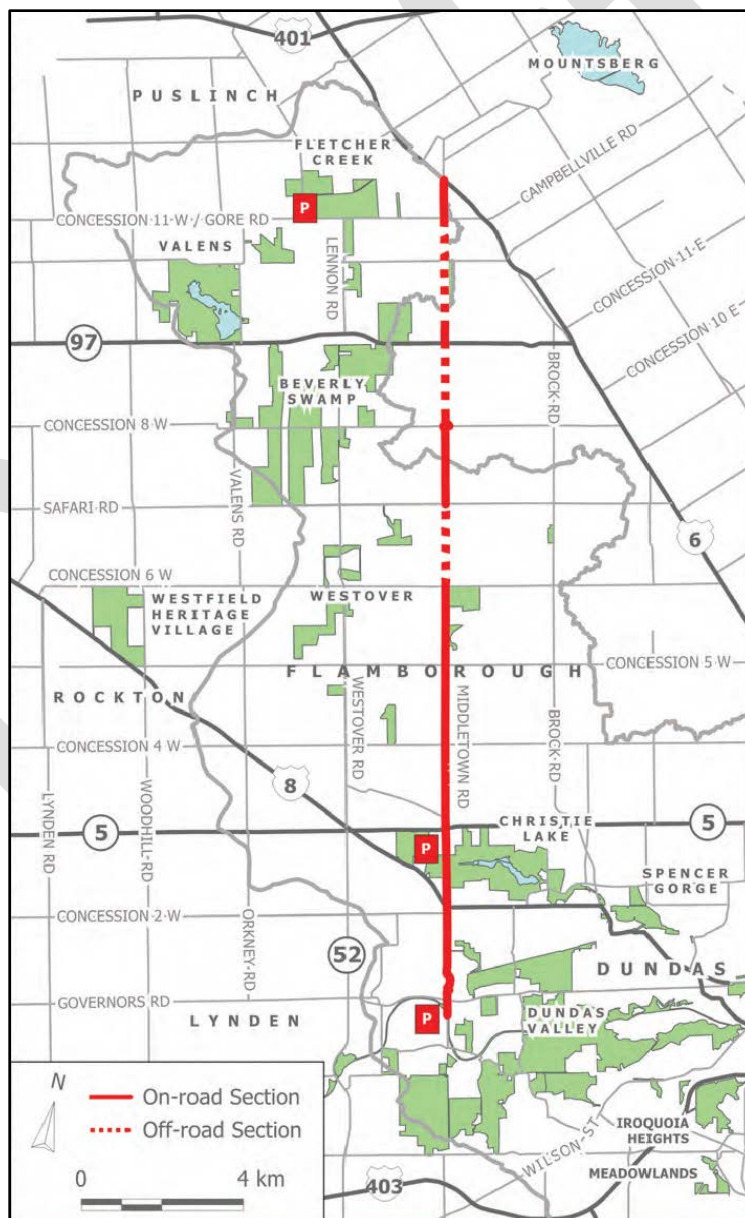 401
MOUNTSBERG
PUSLINCH
FLETCHER
CREEK
CAMPBELLVILLE RD
P
CONCESSION 11 W / GORE RD
VALENS
LENNON RD
CONCESSION 11 E
CONCESSION 10 E
97
BROCK RD
BEVERLY
SWAMP
CONCESSION 8 W
VALENS RD
SAFARI RD
6
CONCESSION 6 W
WESTFIELD
HERITAGE
VILLAGE
WESTOVER
FLAMBOROUGH
CONCESSION 5 W
ROCKTON
WESTOVER RD
MIDDLETOWN RD
BROCK RD
CONCESSION 4 W
8
LYNDEN RD
WOODHILL RD
5
CHRISTIE
LAKE
5
P
SPENCER
GORGE
CONCESSION 2 W
ORKNEY RD
52
DUNDAS
GOVERNORS RD
LYNDEN
P
DUNDAS
VALLEY
N
On-road Section
Off-road Section
0
4 km
IROQUOIA
HEIGHTS
WILSON ST
MEADOWLANDS
403